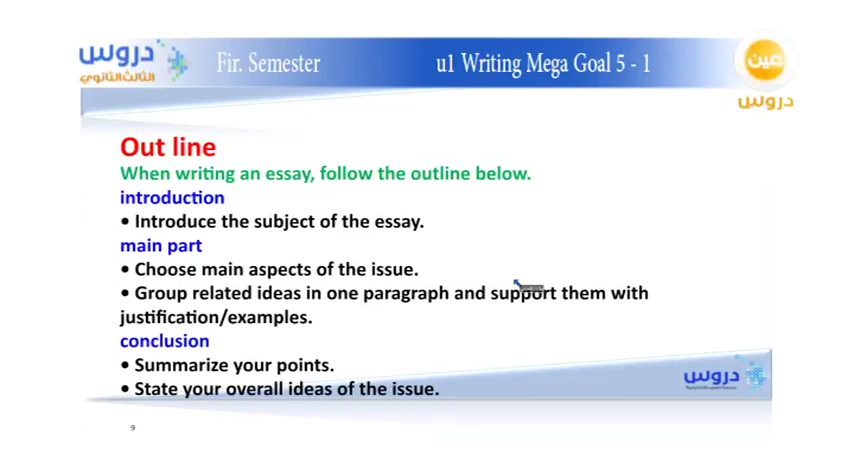 دروس
الثالث الثانوي
Fir. Semester
u1 Writing Mega Goal 5 - 1
عين
دروس
Out line
When writing an essay, follow the outline below.
introduction
• Introduce the subject of the essay.
main part
• Choose main aspects of the issue.
• Group related ideas in one paragraph and support them with
justification/examples.
conclusion
• Summarize your points.
• State your overall ideas of the issue.
دروس
9